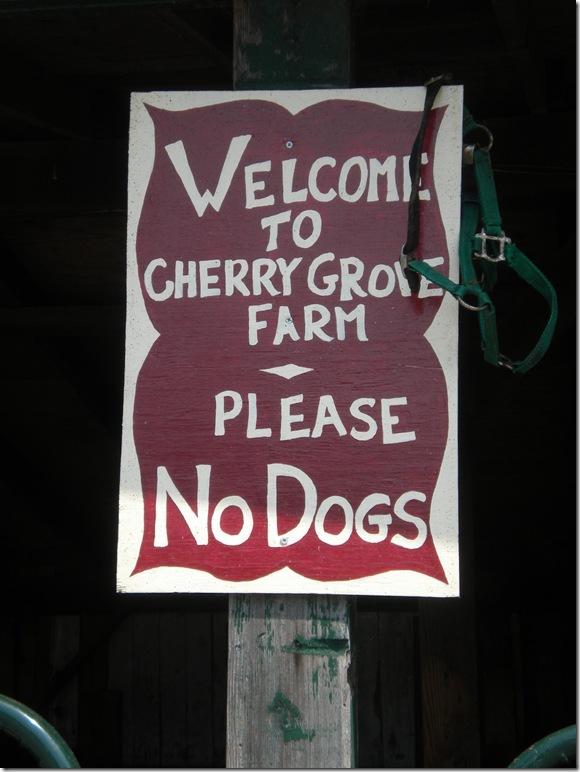 WELCOME
TO
CHERRY GROVE
FARM
PLEASE
NO DOGS